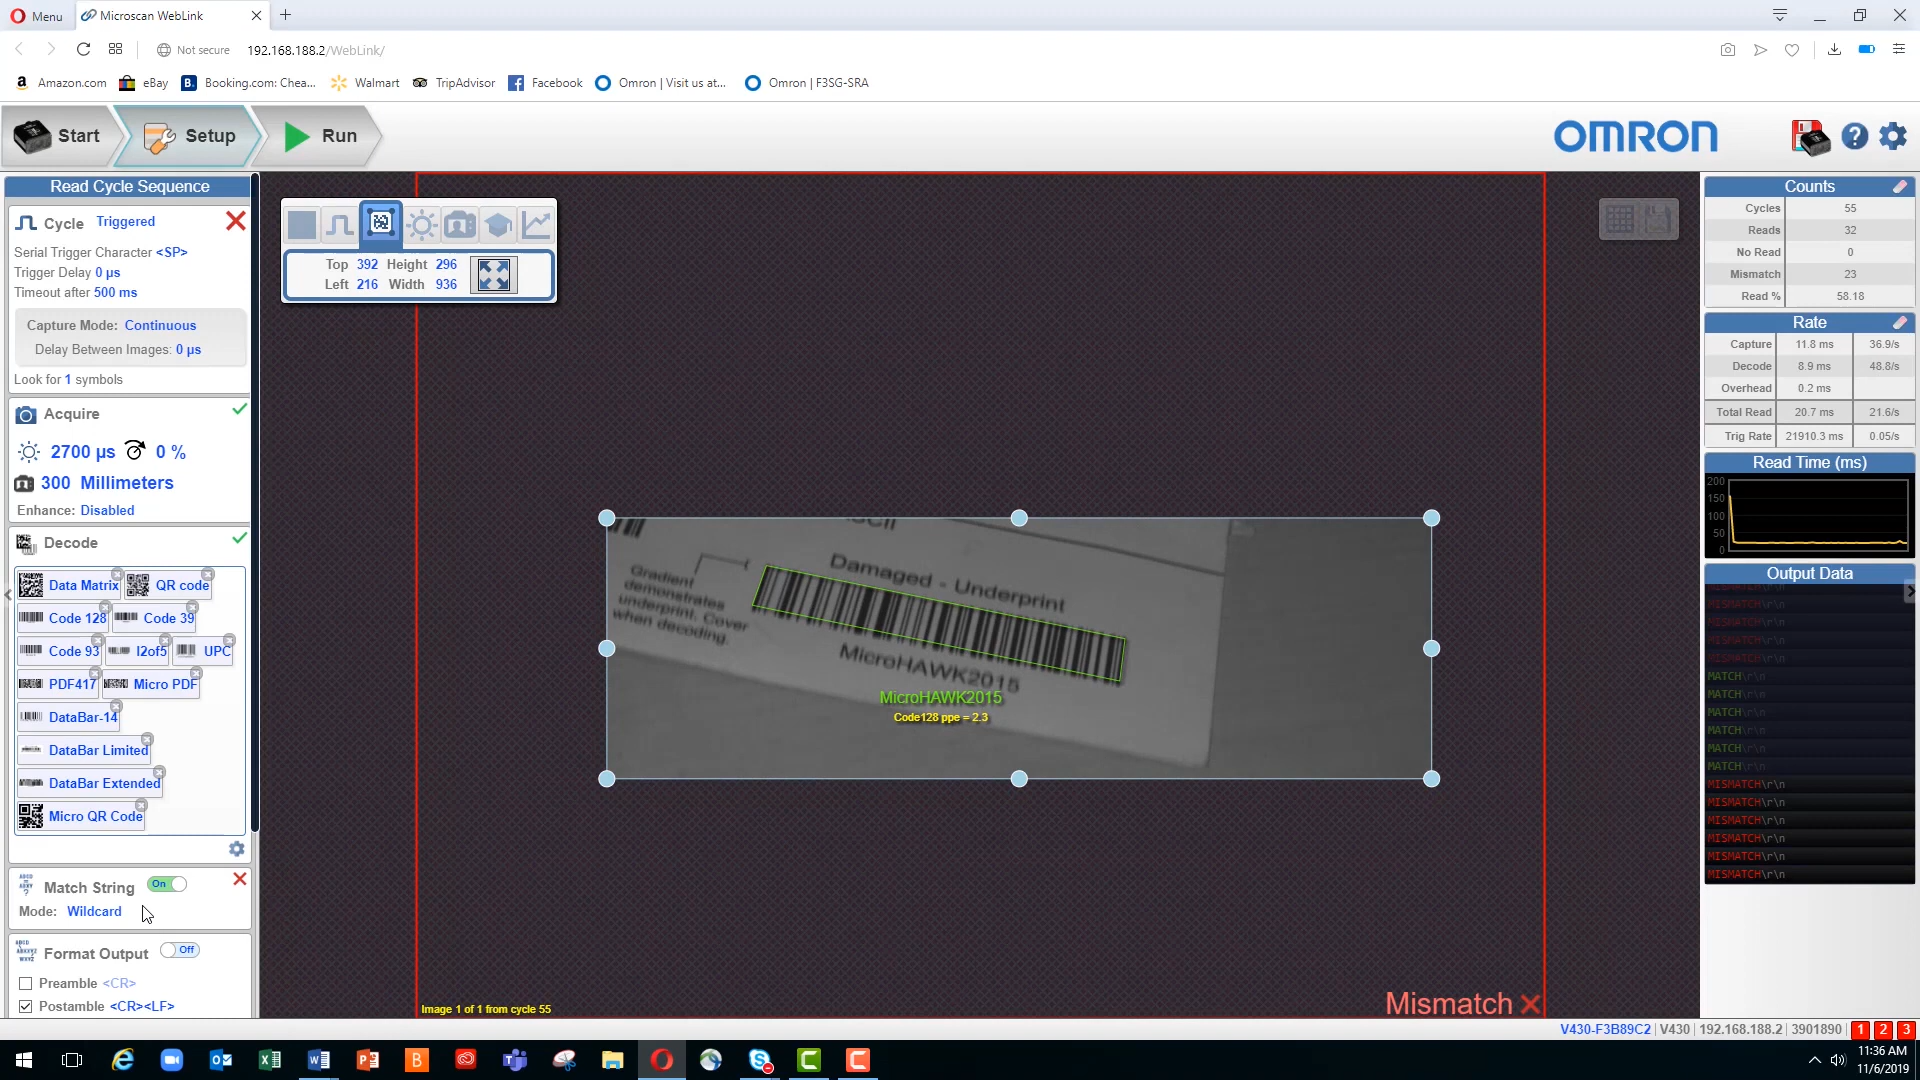 Menu
Microscan WebLink
Not secure
192.168.188.2/WebLink/
Amazon.com
eBay
Booking.com: Chea...
Walmart
TripAdvisor
Facebook
Omron | Visit us at...
Omron | F3SG-SRA
Start
Setup
Run
OMRON
Read Cycle Sequence
Cycle Triggered
Serial Trigger Character <SP>
Trigger Delay 0 µs
Timeout after 500 ms
Capture Mode: Continuous
Delay Between Images: 0 µs
Look for 1 symbols
Acquire
2700 µs 0 %
300 Millimeters
Enhance: Disabled
Decode
Data Matrix QR code
Code 128 Code 39
Code 93 I2of5 UPC
PDF417 Micro PDF
DataBar-14
DataBar Limited
DataBar Extended
Micro QR Code
Match String On
Mode: Wildcard
Format Output Off
Preamble <CR>
Postamble <CR><LF>
Top 392 Height 296
Left 216 Width 936
Damaged - Underprint
Gradient
demonstrates
underprint. Cover
when decoding.
MicroHAWK2015
MicroHAWK2015
Code128 ppe = 2.3
Image 1 of 1 from cycle 55
Mismatch
Counts
Cycles 55
Reads 32
No Read 0
Mismatch 23
Read % 58.18
Rate
Capture 11.8 ms 36.9/s
Decode 8.9 ms 48.8/s
Overhead 0.2 ms
Total Read 20.7 ms 21.6/s
Trig Rate 21910.3 ms 0.05/s
Read Time (ms)
200
150
100
50
0
Output Data
MISMATCH\r\n
MISMATCH\r\n
MISMATCH\r\n
MISMATCH\r\n
MISMATCH\r\n
MATCH\r\n
MATCH\r\n
MATCH\r\n
MATCH\r\n
MATCH\r\n
MATCH\r\n
MISMATCH\r\n
MISMATCH\r\n
MISMATCH\r\n
MISMATCH\r\n
MISMATCH\r\n
MISMATCH\r\n
V430-F3B89C2 | V430 | 192.168.188.2 | 3901890 1 2 3
11:36 AM
11/6/2019